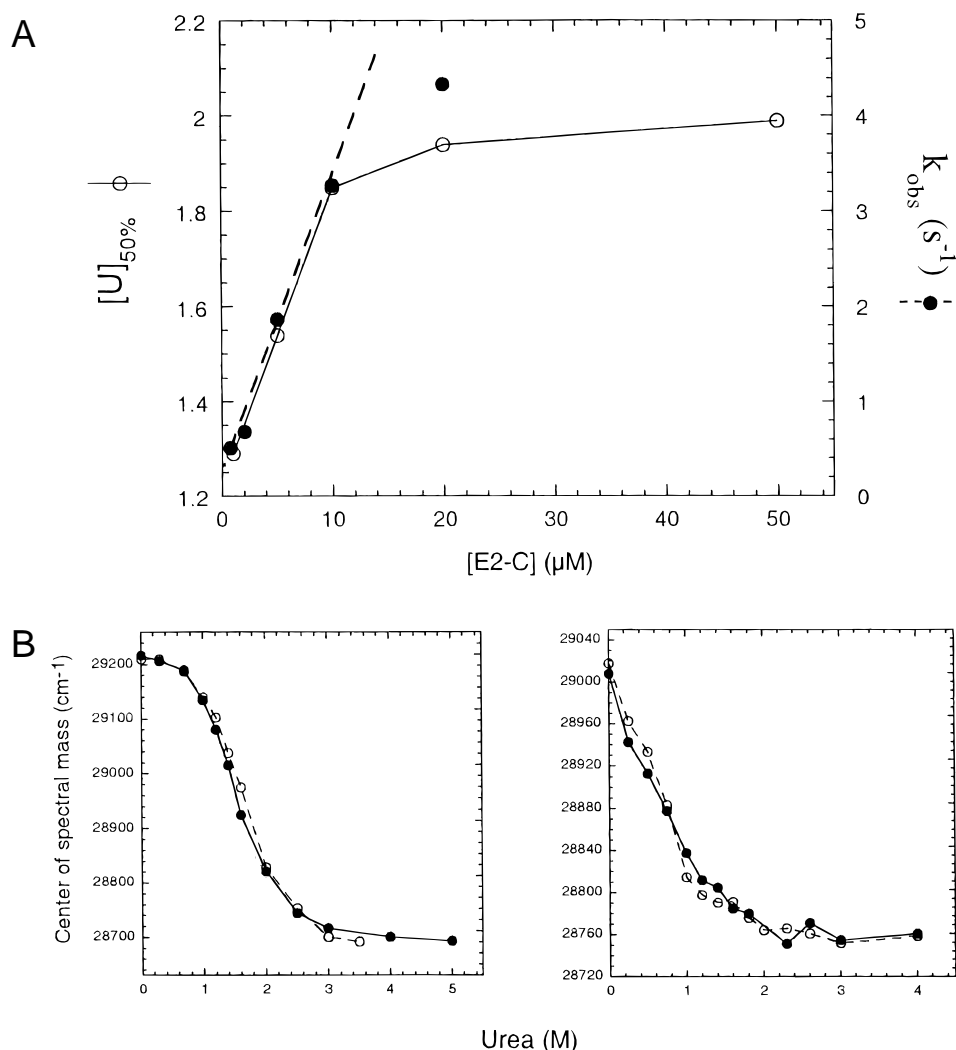 A
2.2
2
1.8
1.6
1.4
1.2
[U]50%
5
4
3
2
1
0
kobs (s-1)
0 10 20 30 40 50
[E2-C] (µM)
B
Center of spectral mass (cm-1)
29200
29100
29000
28900
28800
28700
0 1 2 3 4 5
29040
29000
28960
28920
28880
28840
28800
28760
28720
0 1 2 3 4
Urea (M)